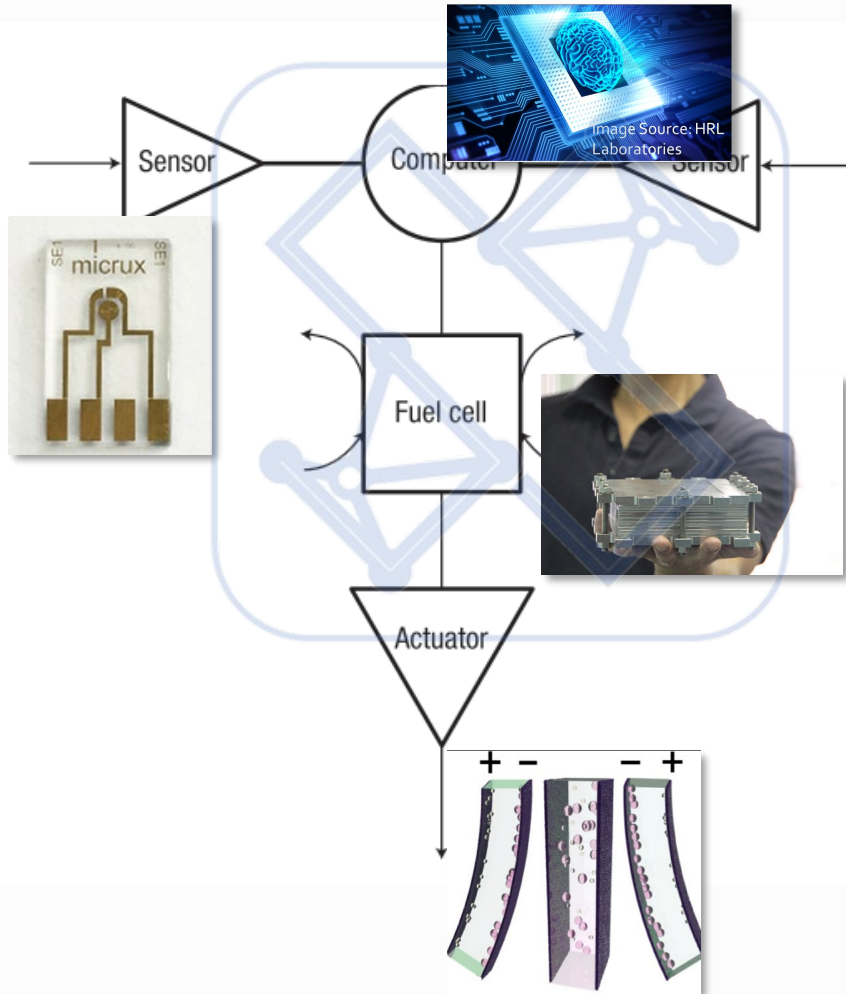 Image Source: HRL
Laboratories
Sensor
Computer
Sensor
SE1
SE1
micrux
Fuel cell
Actuator
+ − − +